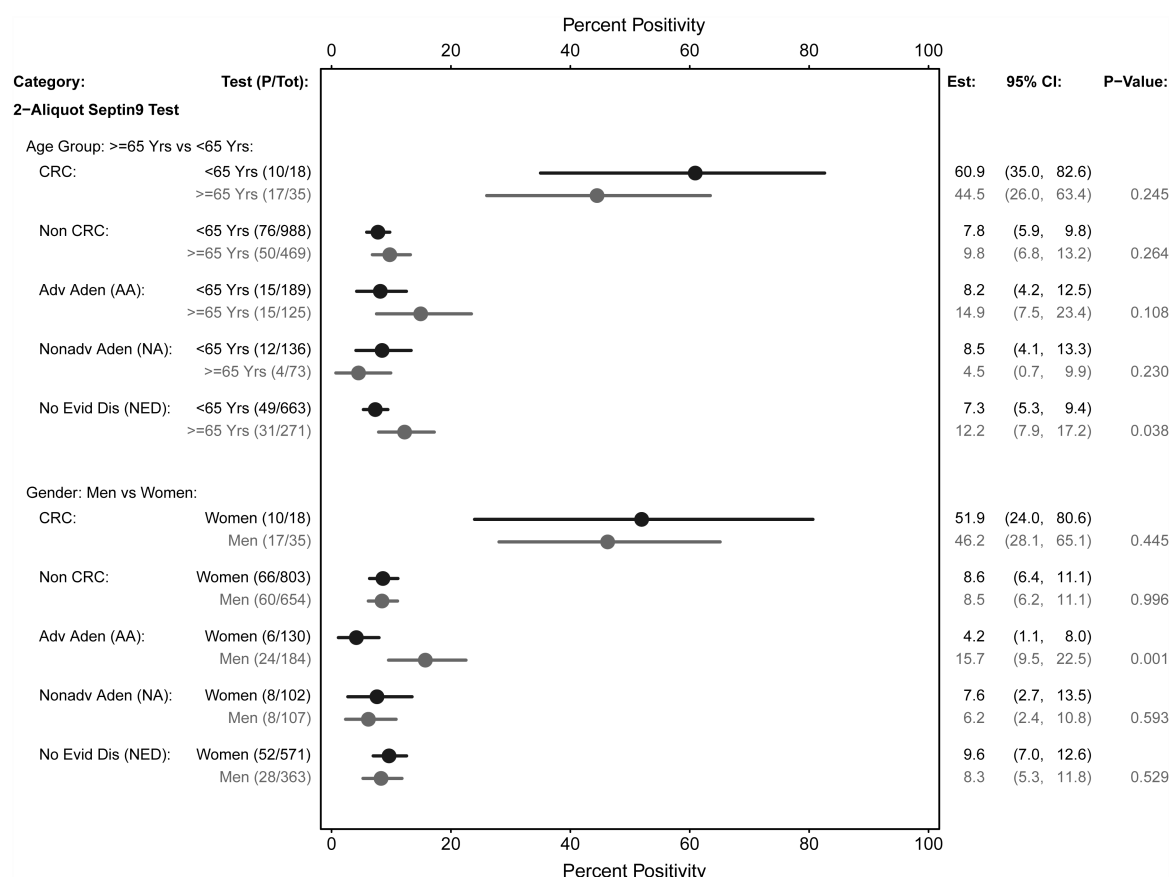 Percent Positivity
0 20 40 60 80 100
Category: Test (P/Tot): Est: 95% CI: P−Value:
2−Aliquot Septin9 Test
Age Group: >=65 Yrs vs <65 Yrs:
CRC: <65 Yrs (10/18) 60.9 (35.0, 82.6)
>=65 Yrs (17/35) 44.5 (26.0, 63.4) 0.245
Non CRC: <65 Yrs (76/988) 7.8 (5.9, 9.8)
>=65 Yrs (50/469) 9.8 (6.8, 13.2) 0.264
Adv Aden (AA): <65 Yrs (15/189) 8.2 (4.2, 12.5)
>=65 Yrs (15/125) 14.9 (7.5, 23.4) 0.108
Nonadv Aden (NA): <65 Yrs (12/136) 8.5 (4.1, 13.3)
>=65 Yrs (4/73) 4.5 (0.7, 9.9) 0.230
No Evid Dis (NED): <65 Yrs (49/663) 7.3 (5.3, 9.4)
>=65 Yrs (31/271) 12.2 (7.9, 17.2) 0.038
Gender: Men vs Women:
CRC: Women (10/18) 51.9 (24.0, 80.6)
Men (17/35) 46.2 (28.1, 65.1) 0.445
Non CRC: Women (66/803) 8.6 (6.4, 11.1)
Men (60/654) 8.5 (6.2, 11.1) 0.996
Adv Aden (AA): Women (6/130) 4.2 (1.1, 8.0)
Men (24/184) 15.7 (9.5, 22.5) 0.001
Nonadv Aden (NA): Women (8/102) 7.6 (2.7, 13.5)
Men (8/107) 6.2 (2.4, 10.8) 0.593
No Evid Dis (NED): Women (52/571) 9.6 (7.0, 12.6)
Men (28/363) 8.3 (5.3, 11.8) 0.529
0 20 40 60 80 100
Percent Positivity